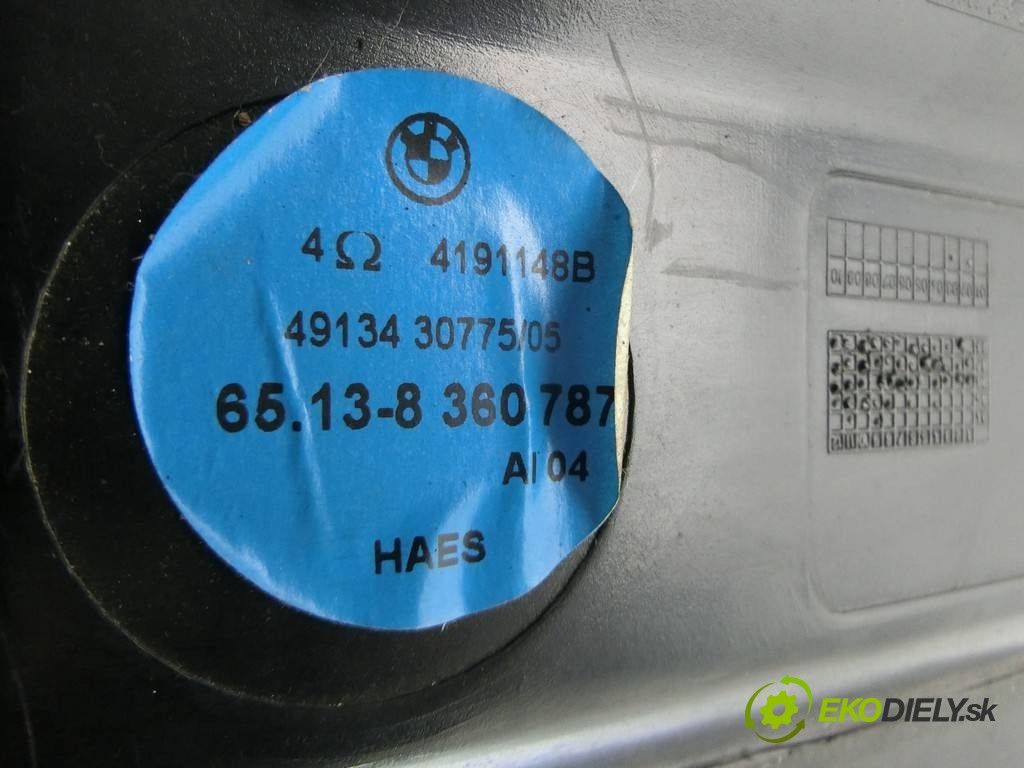 4Ω 4191148B
49134 30775/05
65.13-8 360 787
AI 04
HAES
EKODIELY.sk